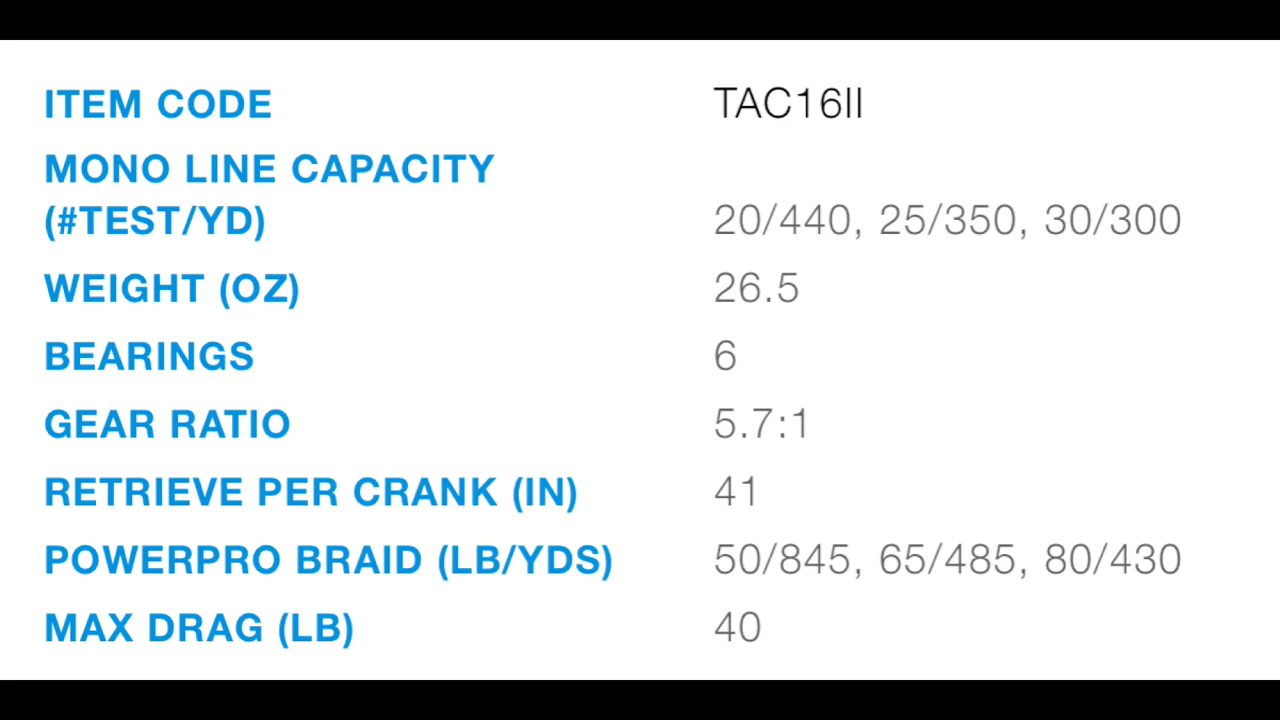 ITEM CODE TAC16II
MONO LINE CAPACITY
(#TEST/YD) 20/440, 25/350, 30/300
WEIGHT (OZ) 26.5
BEARINGS 6
GEAR RATIO 5.7:1
RETRIEVE PER CRANK (IN) 41
POWERPRO BRAID (LB/YDS) 50/845, 65/485, 80/430
MAX DRAG (LB) 40